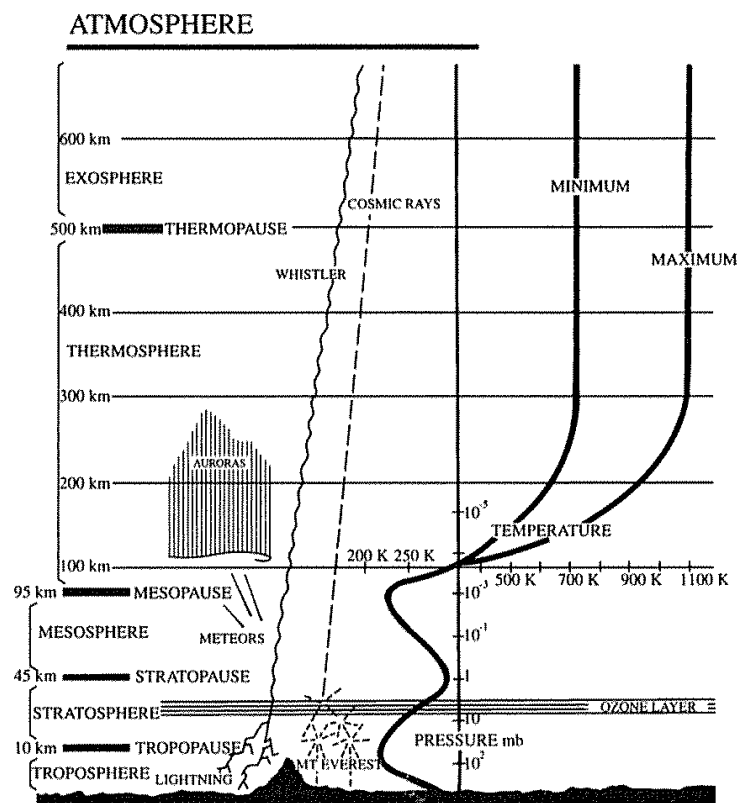 ATMOSPHERE
600 km
EXOSPHERE
MINIMUM
COSMIC RAYS
500 km THERMOPAUSE
MAXIMUM
WHISTLER
400 km
THERMOSPHERE
300 km
AURORAS
200 km
10⁻⁵
TEMPERATURE
100 km 200 K 250 K 500 K 700 K 900 K 1100 K
95 km MESOPAUSE 10⁻³
MESOSPHERE METEORS 10⁻¹
45 km STRATOPAUSE 1
STRATOSPHERE OZONE LAYER
10
10 km TROPOPAUSE PRESSURE mb
TROPOSPHERE LIGHTNING MT EVEREST 10²